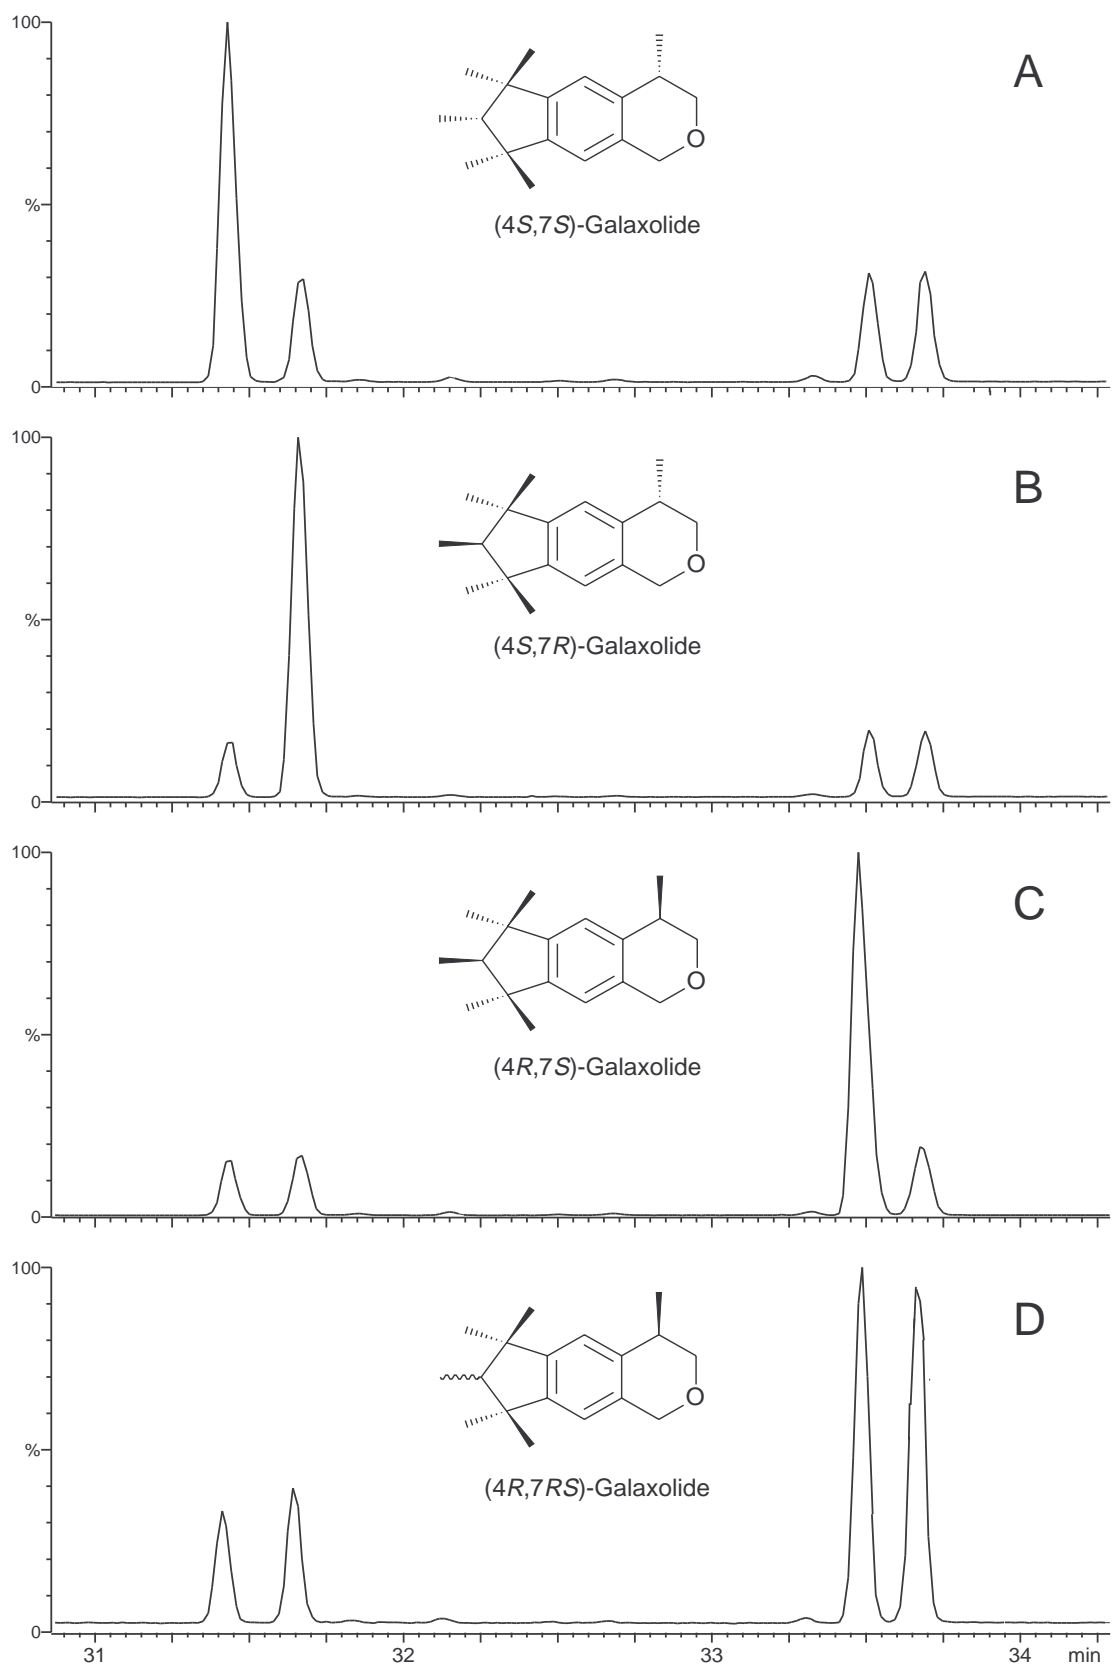 100
A
O
%
(4S,7S)-Galaxolide
0
100
B
O
%
(4S,7R)-Galaxolide
0
100
C
O
%
(4R,7S)-Galaxolide
0
100
D
O
%
(4R,7RS)-Galaxolide
0
31 32 33 34 min